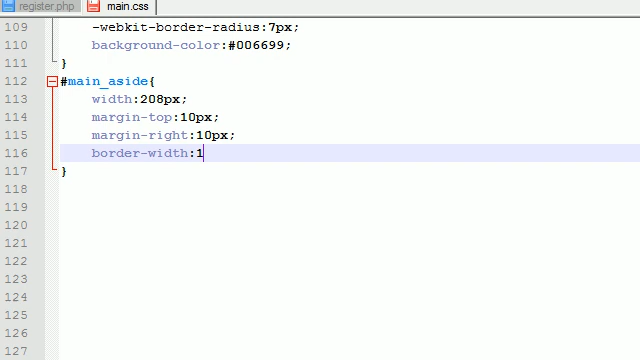 register.php main.css
109 -webkit-border-radius:7px;
110 background-color:#006699;
111 }
112 #main_aside{
113 width:208px;
114 margin-top:10px;
115 margin-right:10px;
116 border-width:1
117 }
118
119
120
121
122
123
124
125
126
127